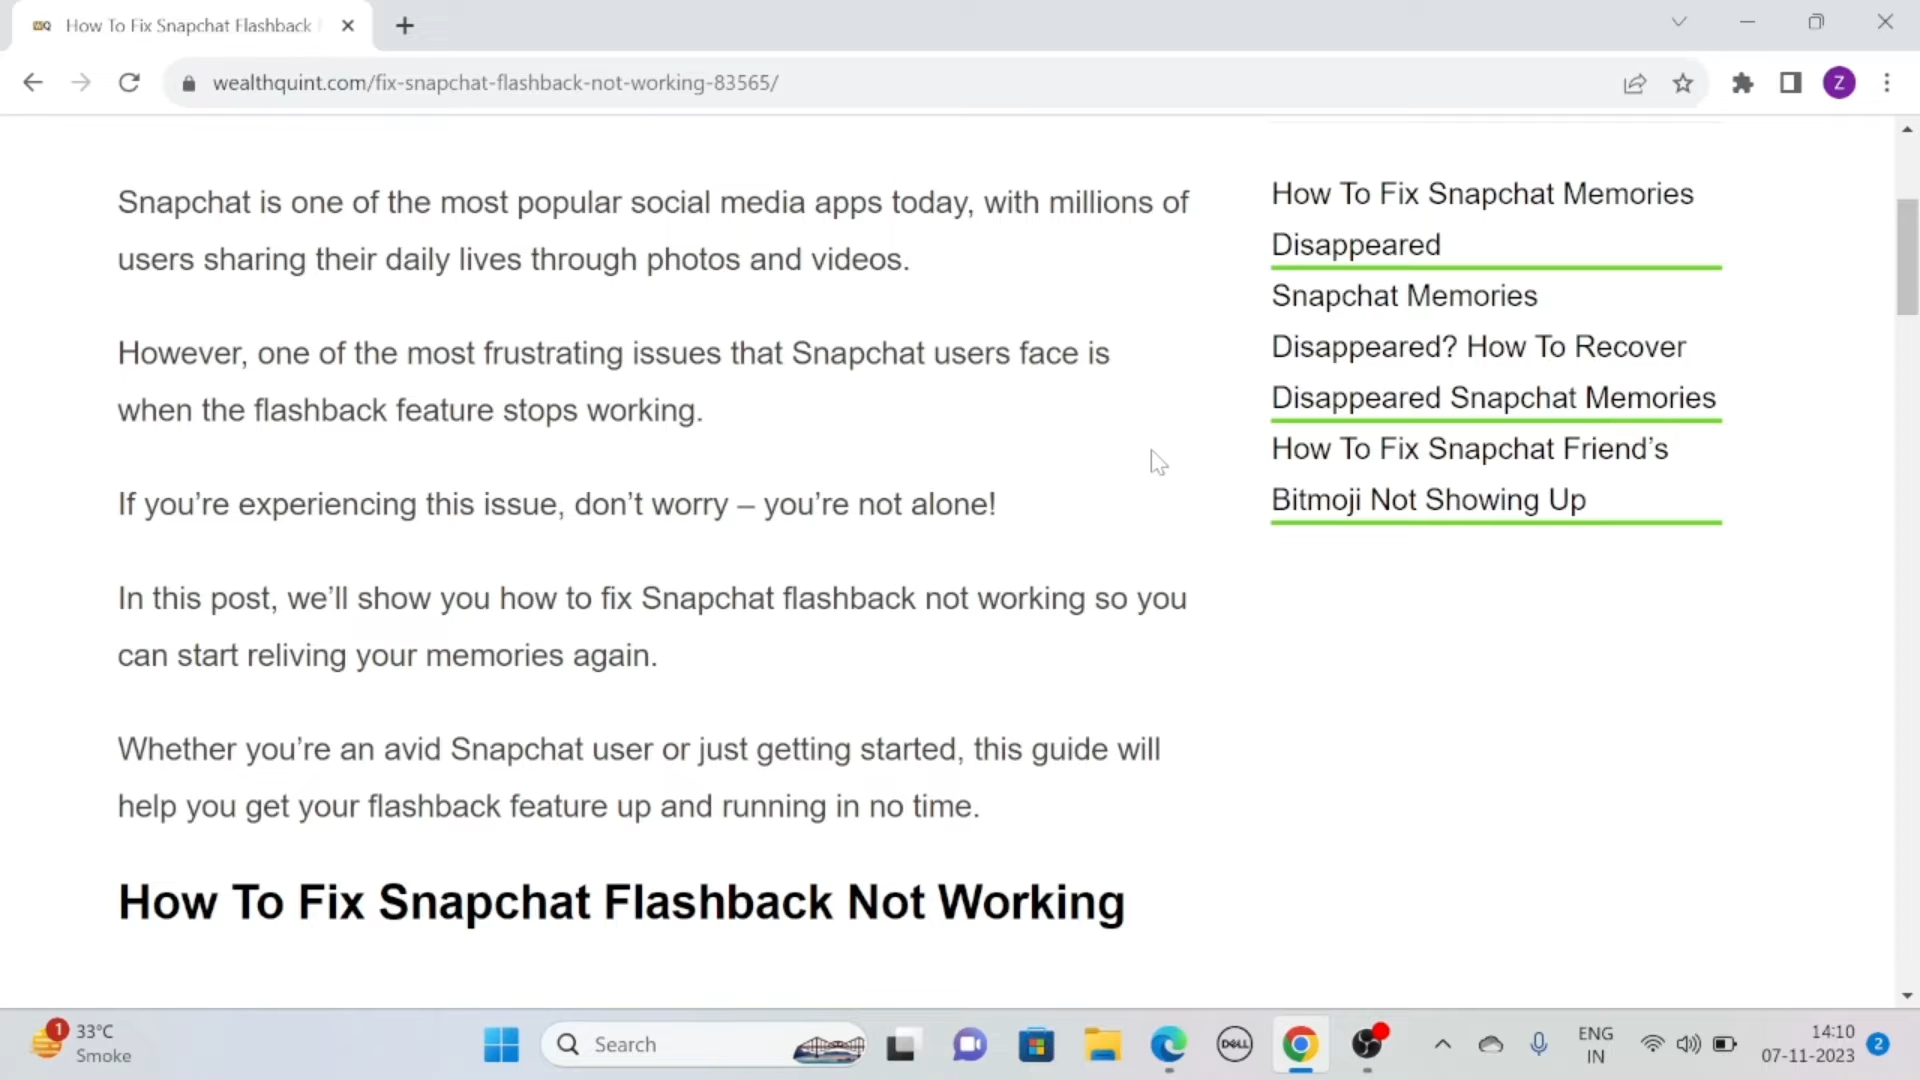 How To Fix Snapchat Flashback
wealthquint.com/fix-snapchat-flashback-not-working-83565/
Z
Snapchat is one of the most popular social media apps today, with millions of
users sharing their daily lives through photos and videos.
However, one of the most frustrating issues that Snapchat users face is
when the flashback feature stops working.
If you’re experiencing this issue, don’t worry – you’re not alone!
In this post, we’ll show you how to fix Snapchat flashback not working so you
can start reliving your memories again.
Whether you’re an avid Snapchat user or just getting started, this guide will
help you get your flashback feature up and running in no time.
How To Fix Snapchat Flashback Not Working
How To Fix Snapchat Memories
Disappeared
Snapchat Memories
Disappeared? How To Recover
Disappeared Snapchat Memories
How To Fix Snapchat Friend’s
Bitmoji Not Showing Up
1
33°C
Smoke
Search
DELL
ENG
IN
14:10
07-11-2023
2